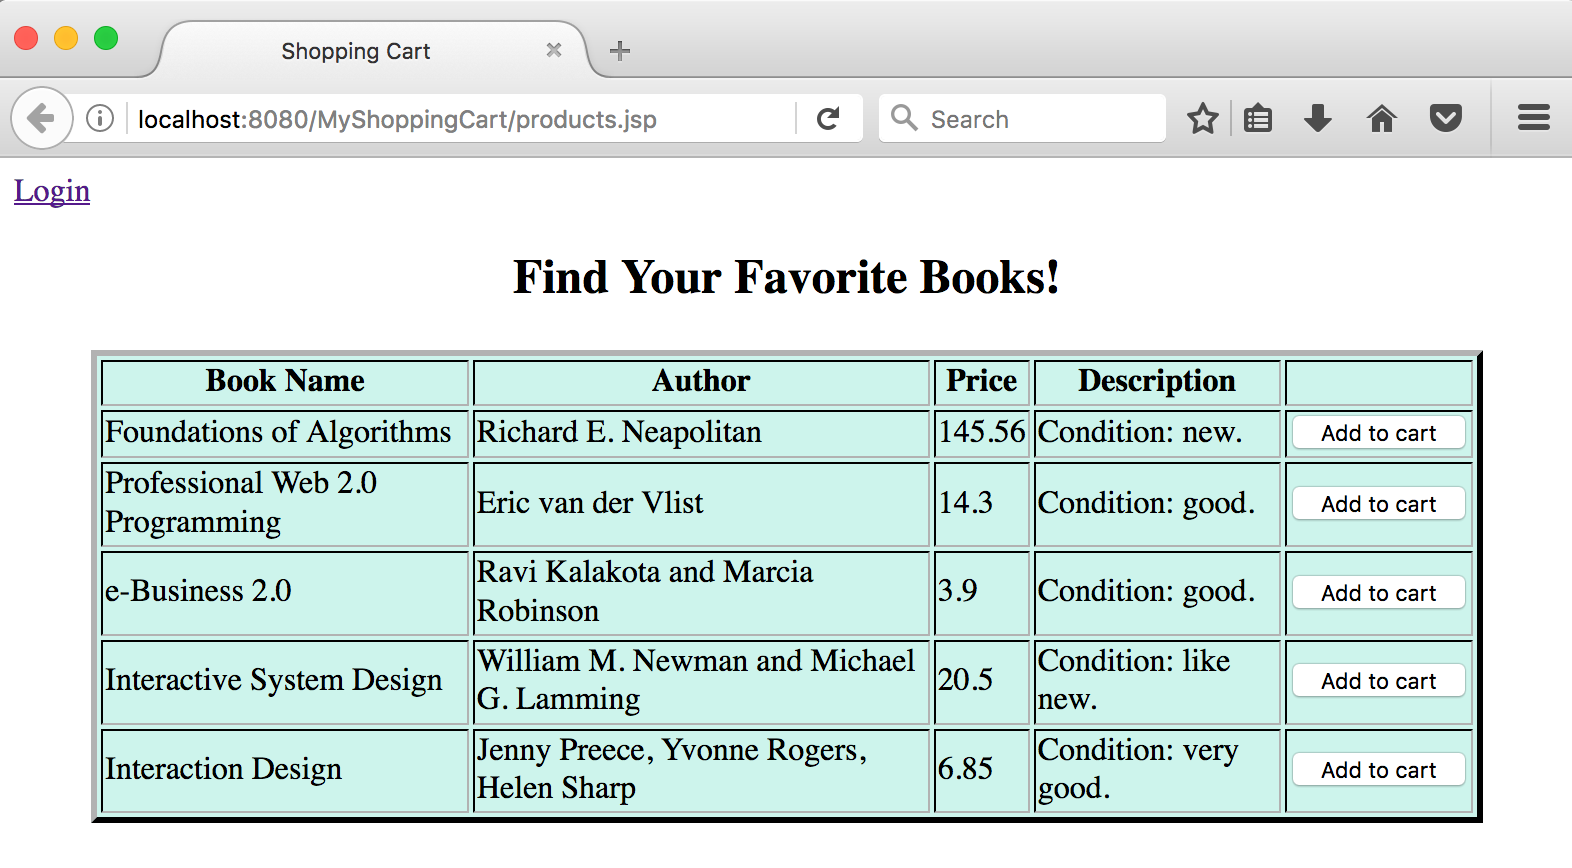 Shopping Cart
localhost:8080/MyShoppingCart/products.jsp
Search
Login
Find Your Favorite Books!
Book Name Author Price Description
Foundations of Algorithms Richard E. Neapolitan 145.56 Condition: new. Add to cart
Professional Web 2.0
Programming
Eric van der Vlist 14.3 Condition: good. Add to cart
e-Business 2.0
Ravi Kalakota and Marcia
Robinson
3.9 Condition: good. Add to cart
Interactive System Design
William M. Newman and Michael
G. Lamming
20.5
Condition: like
new.
Add to cart
Interaction Design
Jenny Preece, Yvonne Rogers,
Helen Sharp
6.85
Condition: very
good.
Add to cart